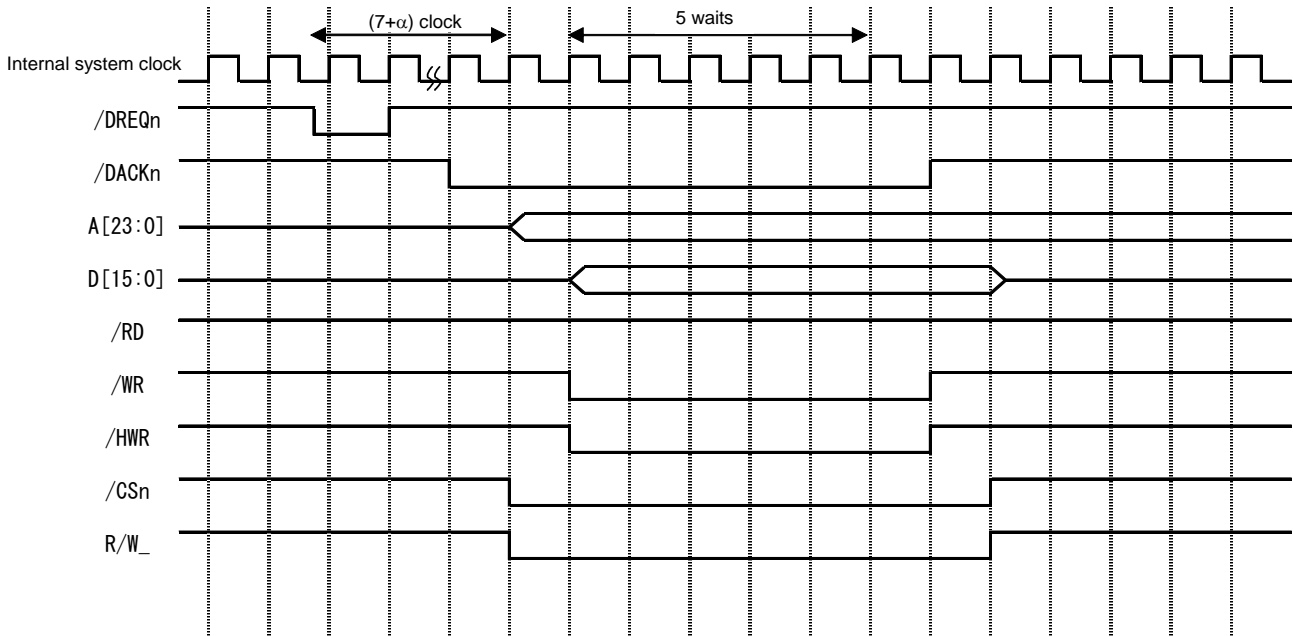 (7+α) clock
5 waits
Internal system clock
/DREQn
/DACKn
A[23:0]
D[15:0]
/RD
/WR
/HWR
/CSn
R/W_